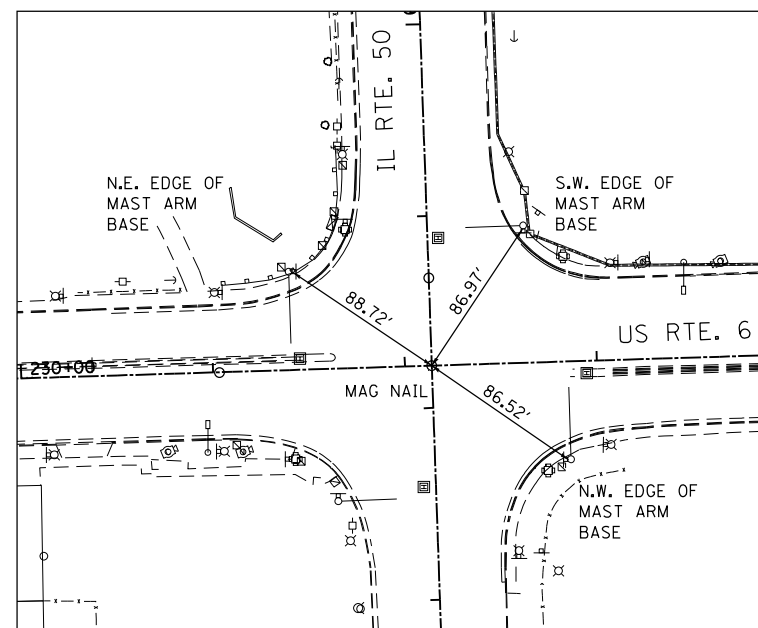 IL RTE. 50
N.E. EDGE OF
MAST ARM
BASE
S.W. EDGE OF
MAST ARM
BASE
88.72'
86.97'
US RTE. 6
230+00
MAG NAIL
86.52'
N.W. EDGE OF
MAST ARM
BASE